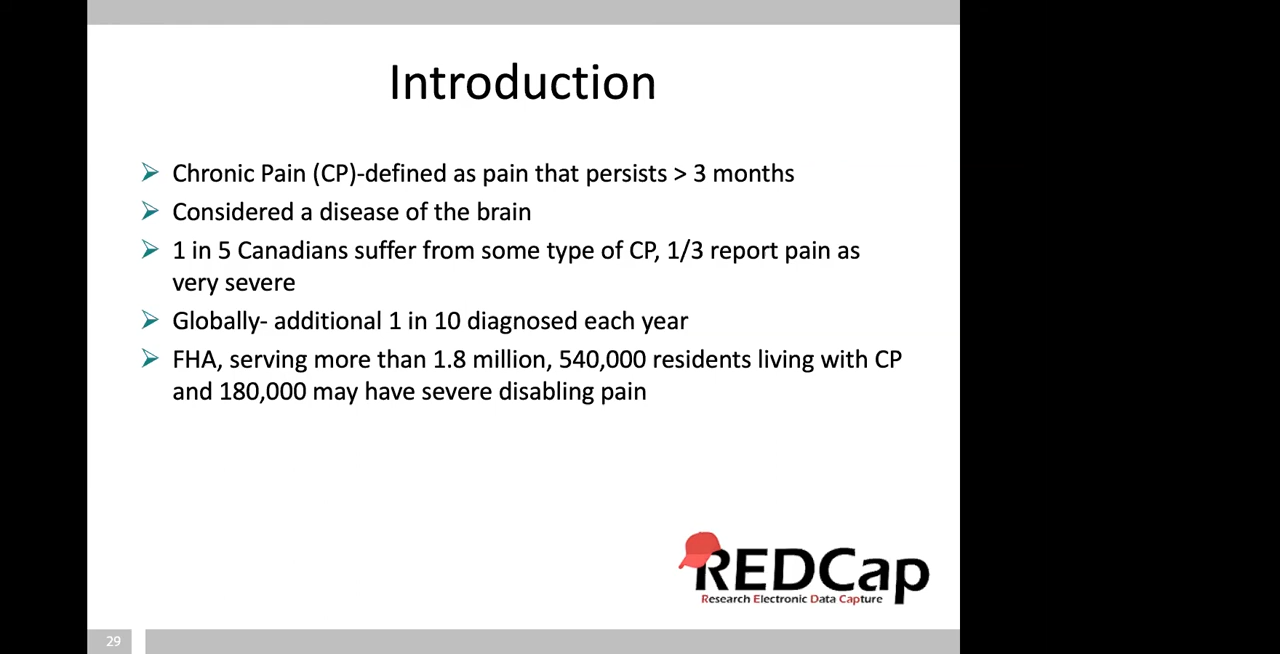 Introduction
Chronic Pain (CP)-defined as pain that persists > 3 months
Considered a disease of the brain
1 in 5 Canadians suffer from some type of CP, 1/3 report pain as
very severe
Globally- additional 1 in 10 diagnosed each year
FHA, serving more than 1.8 million, 540,000 residents living with CP
and 180,000 may have severe disabling pain
REDCap
Research Electronic Data Capture
29